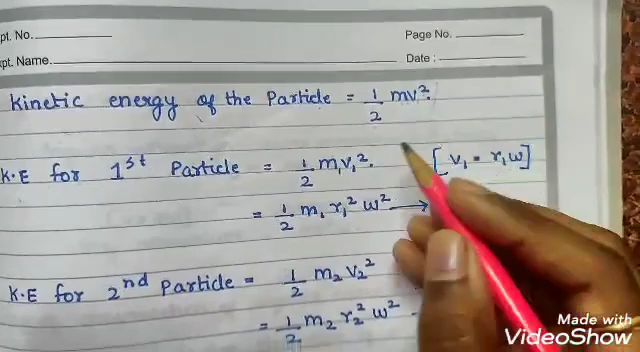 pt. No.
Page No.
xpt. Name.
Date :
Kinetic energy of the Particle = 1/2 mv².
K.E for 1st Particle = 1/2 m₁v₁². [v₁ = r₁ω]
= 1/2 m₁ r₁² ω² →
K.E for 2nd Particle = 1/2 m₂ v₂²
= 1/2 m₂ r₂² ω² -
Made with
VideoShow